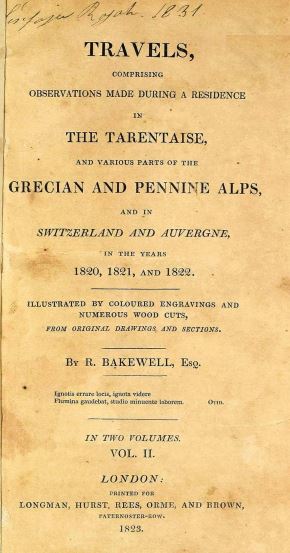 1831
TRAVELS,
COMPRISING
OBSERVATIONS MADE DURING A RESIDENCE
IN
THE TARENTAISE,
AND VARIOUS PARTS OF THE
GRECIAN AND PENNINE ALPS,
AND IN
SWITZERLAND AND AUVERGNE,
IN THE YEARS
1820, 1821, AND 1822.
ILLUSTRATED BY COLOURED ENGRAVINGS AND
NUMEROUS WOOD CUTS,
FROM ORIGINAL DRAWINGS, AND SECTIONS.
BY R. BAKEWELL, ESQ.
Ignotis errare locis, ignota videre
Flumina gaudebat, studio minuente laborem. OVID.
IN TWO VOLUMES.
VOL. II.
LONDON:
PRINTED FOR
LONGMAN, HURST, REES, ORME, AND BROWN,
PATERNOSTER-ROW.
1823.